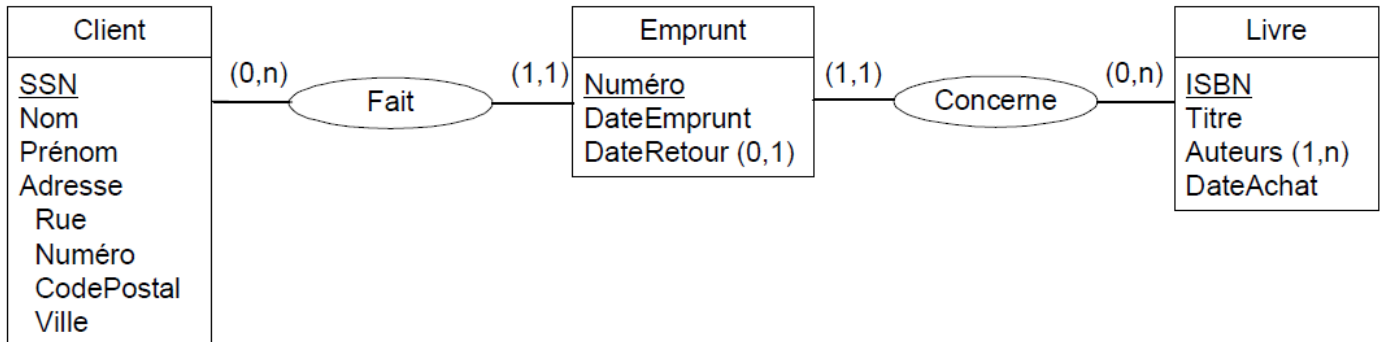 Client
SSN
Nom
Prénom
Adresse
Rue
Numéro
CodePostal
Ville
(0,n)
Fait
(1,1)
Emprunt
Numéro
DateEmprunt
DateRetour (0,1)
(1,1)
Concerne
(0,n)
Livre
ISBN
Titre
Auteurs (1,n)
DateAchat